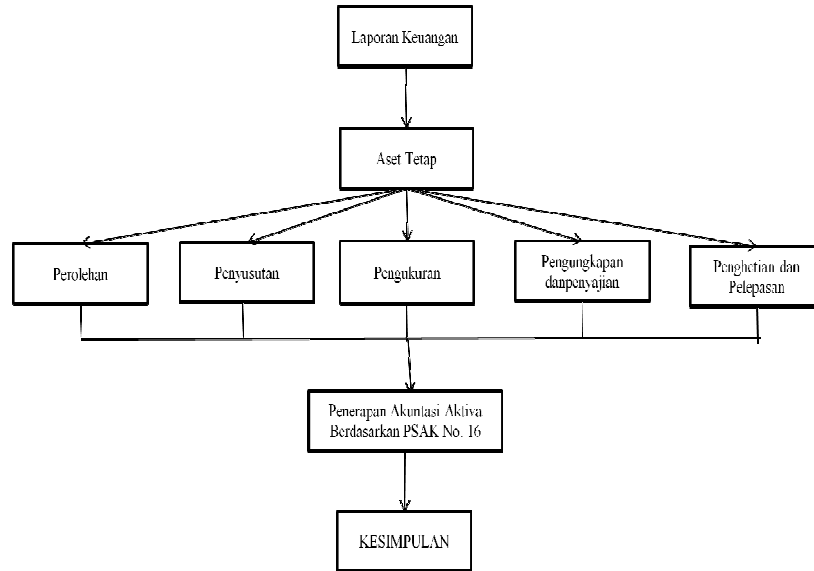 Laporan Keuangan
Aset Tetap
Perolehan
Penyusutan
Pengukuran
Pengungkapan
danpenyajian
Penghetian dan
Pelepasan
Penerapan Akuntasi Aktiva
Berdasarkan PSAK No. 16
KESIMPULAN